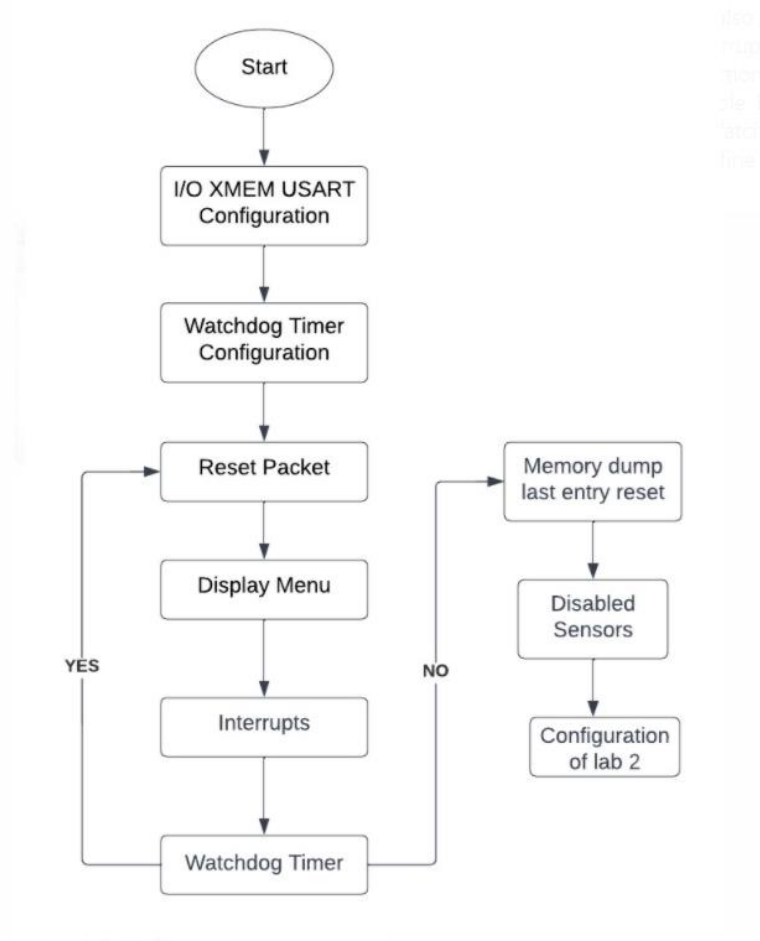 Start
I/O XMEM USART
Configuration
Watchdog Timer
Configuration
Reset Packet
Display Menu
YES
Interrupts
Watchdog Timer
NO
Memory dump
last entry reset
Disabled
Sensors
Configuration
of lab 2